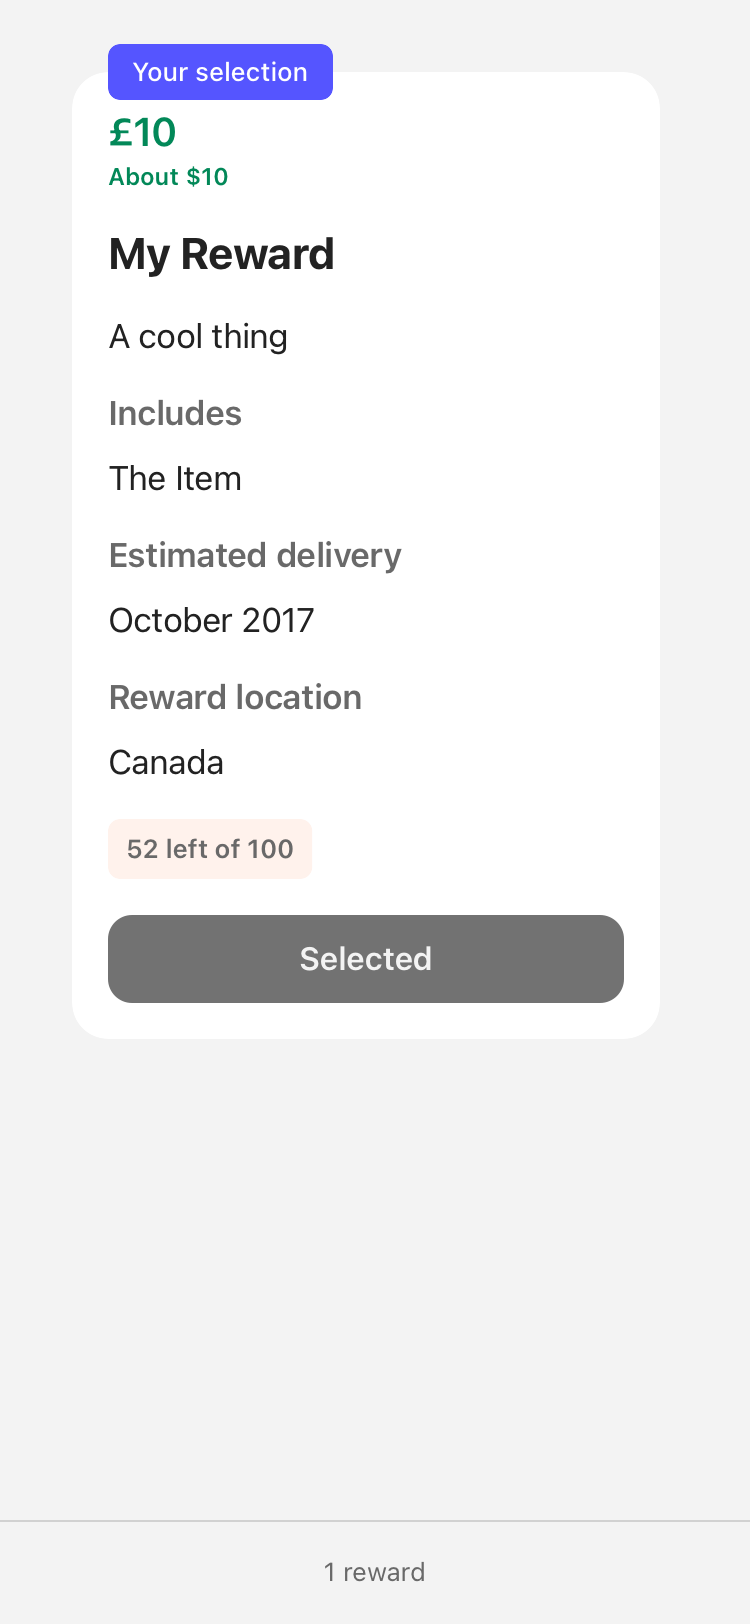 Your selection
£10
About $10
My Reward
A cool thing
Includes
The Item
Estimated delivery
October 2017
Reward location
Canada
52 left of 100
Selected
1 reward